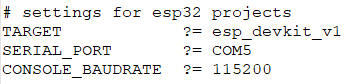 # settings for esp32 projects
TARGET ?= esp_devkit_v1
SERIAL_PORT ?= COM5
CONSOLE_BAUDRATE ?= 115200